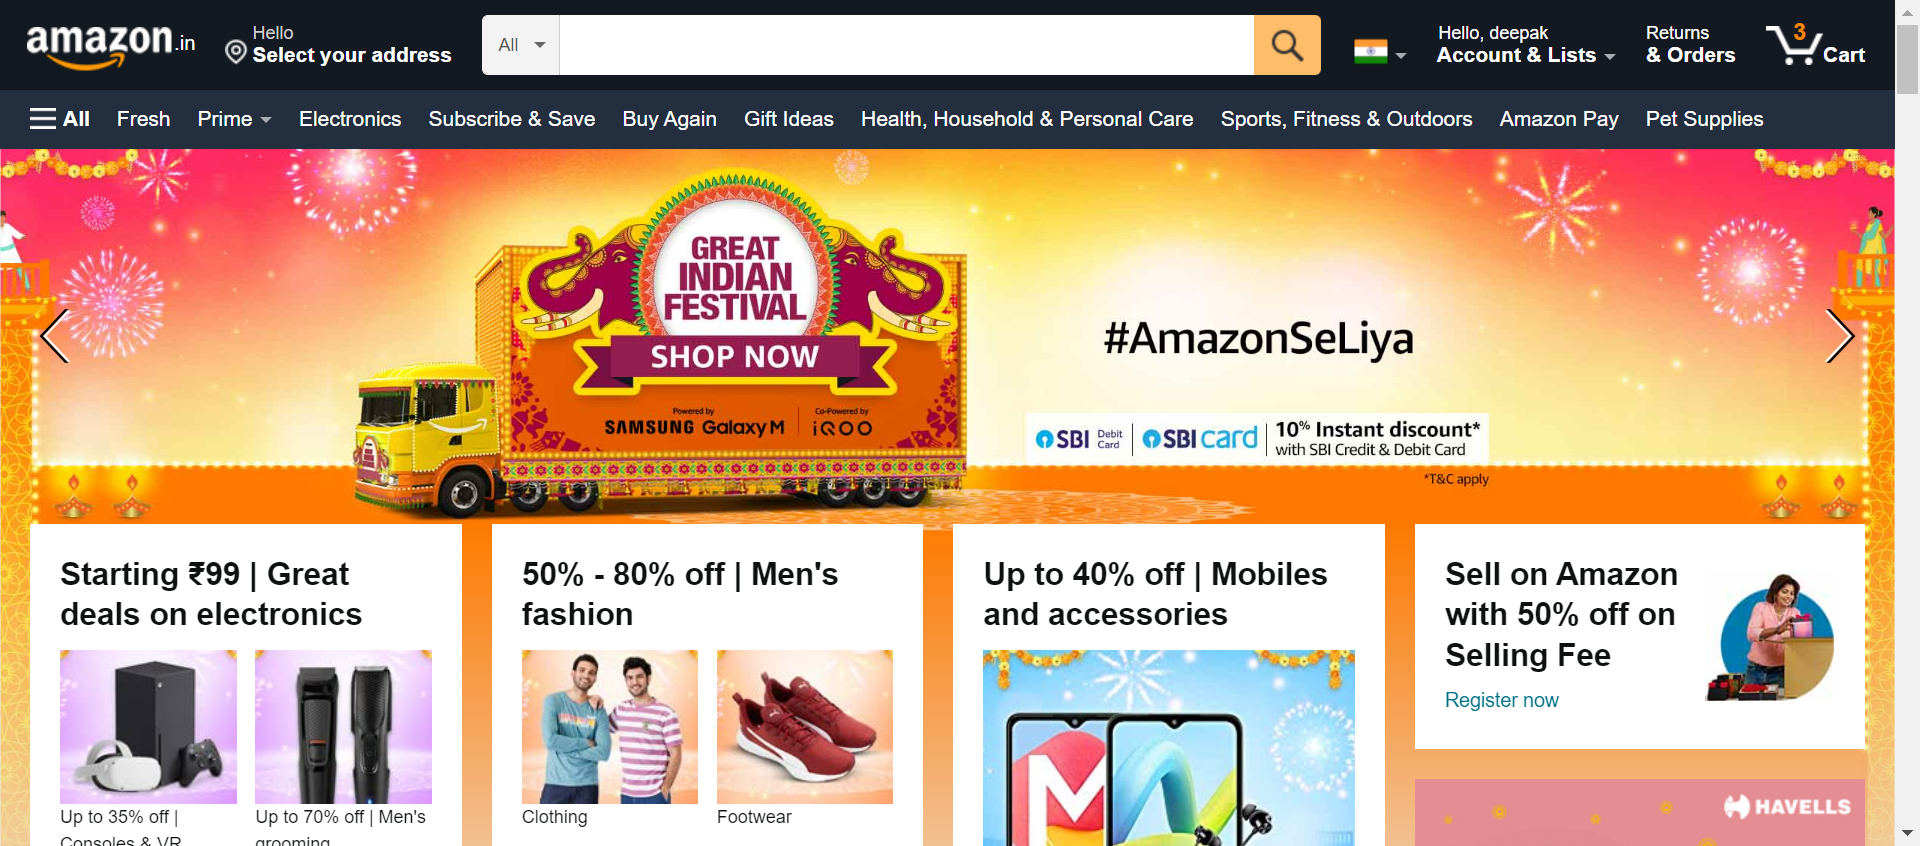 amazon.in
Hello
Select your address
All
Hello, deepak
Account & Lists
Returns
& Orders
3
Cart
All
Fresh
Prime
Electronics
Subscribe & Save
Buy Again
Gift Ideas
Health, Household & Personal Care
Sports, Fitness & Outdoors
Amazon Pay
Pet Supplies
GREAT
INDIAN
FESTIVAL
SHOP NOW
Powered by
SAMSUNG Galaxy M
Co-Powered by
iQOO
#AmazonSeLiya
SBI Debit Card
SBI card
10% Instant discount*
with SBI Credit & Debit Card
*T&C apply
Starting ₹99 | Great
deals on electronics
Up to 35% off |
Consoles & VR
Up to 70% off | Men's
grooming
50% - 80% off | Men's
fashion
Clothing
Footwear
Up to 40% off | Mobiles
and accessories
Sell on Amazon
with 50% off on
Selling Fee
Register now
HAVELLS